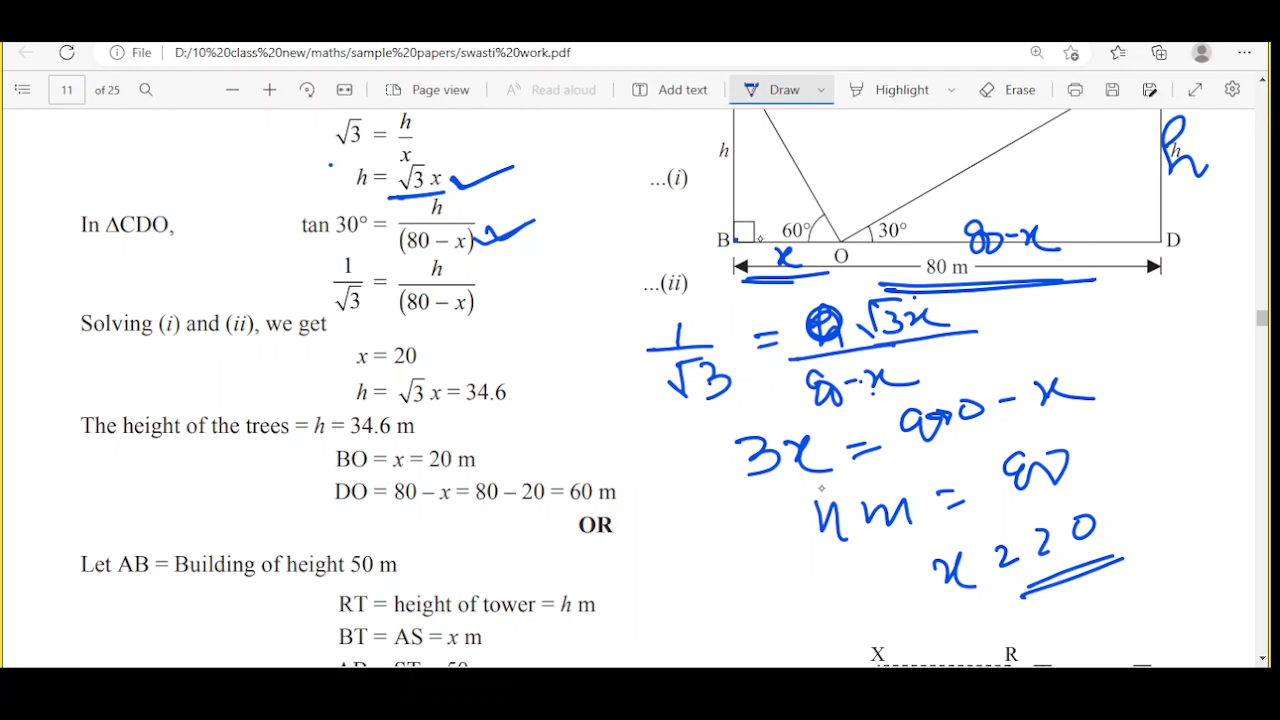 File D:/10%20class%20new/maths/sample%20papers/swasti%20work.pdf
11 of 25 Page view Read aloud Add text Draw Highlight Erase
√3 = h/x
h = √3 x ...(i)
In ΔCDO, tan 30° = h/(80 – x)
1/√3 = h/(80 – x) ...(ii)
Solving (i) and (ii), we get
x = 20
h = √3 x = 34.6
The height of the trees = h = 34.6 m
BO = x = 20 m
DO = 80 – x = 80 – 20 = 60 m
OR
Let AB = Building of height 50 m
RT = height of tower = h m
BT = AS = x m
h h
h
B 60° 30° D
x O 80-x
80 m
1/√3 = √3x/80-x
3x = 80 - x
= 80
x = 20
X R